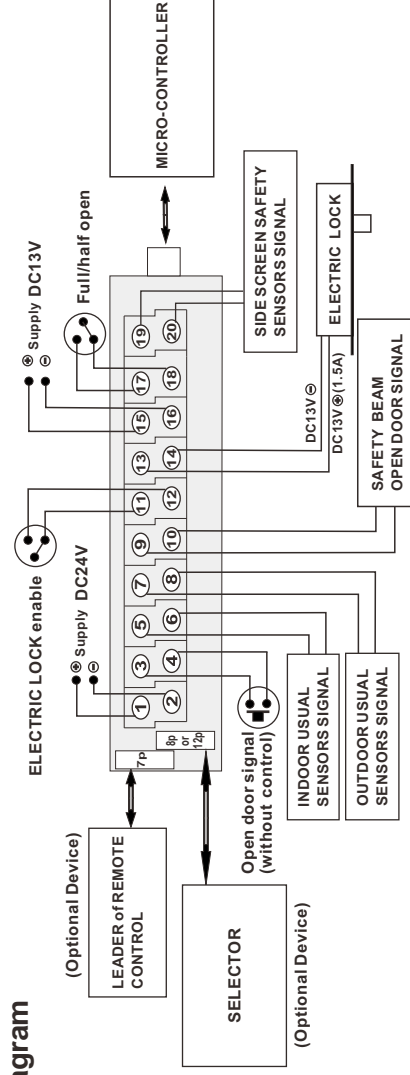 agram
(Optional Device)
LEADER of REMOTE
CONTROL
SELECTOR
(Optional Device)
7p
8p
or
12p
ELECTRIC LOCK enable
⊕ Supply DC24V
⊖
⊕ Supply DC13V
⊖
Full/half open
MICRO-CONTROLLER
1
3
5
7
9
11
13
15
17
19
2
4
6
8
10
12
14
16
18
20
Open door signal
(without control)
INDOOR USUAL
SENSORS SIGNAL
OUTDOOR USUAL
SENSORS SIGNAL
SAFETY BEAM
OPEN DOOR SIGNAL
DC13V ⊖
DC13V ⊕ (1.5A)
ELECTRIC LOCK
SIDE SCREEN SAFETY
SENSORS SIGNAL